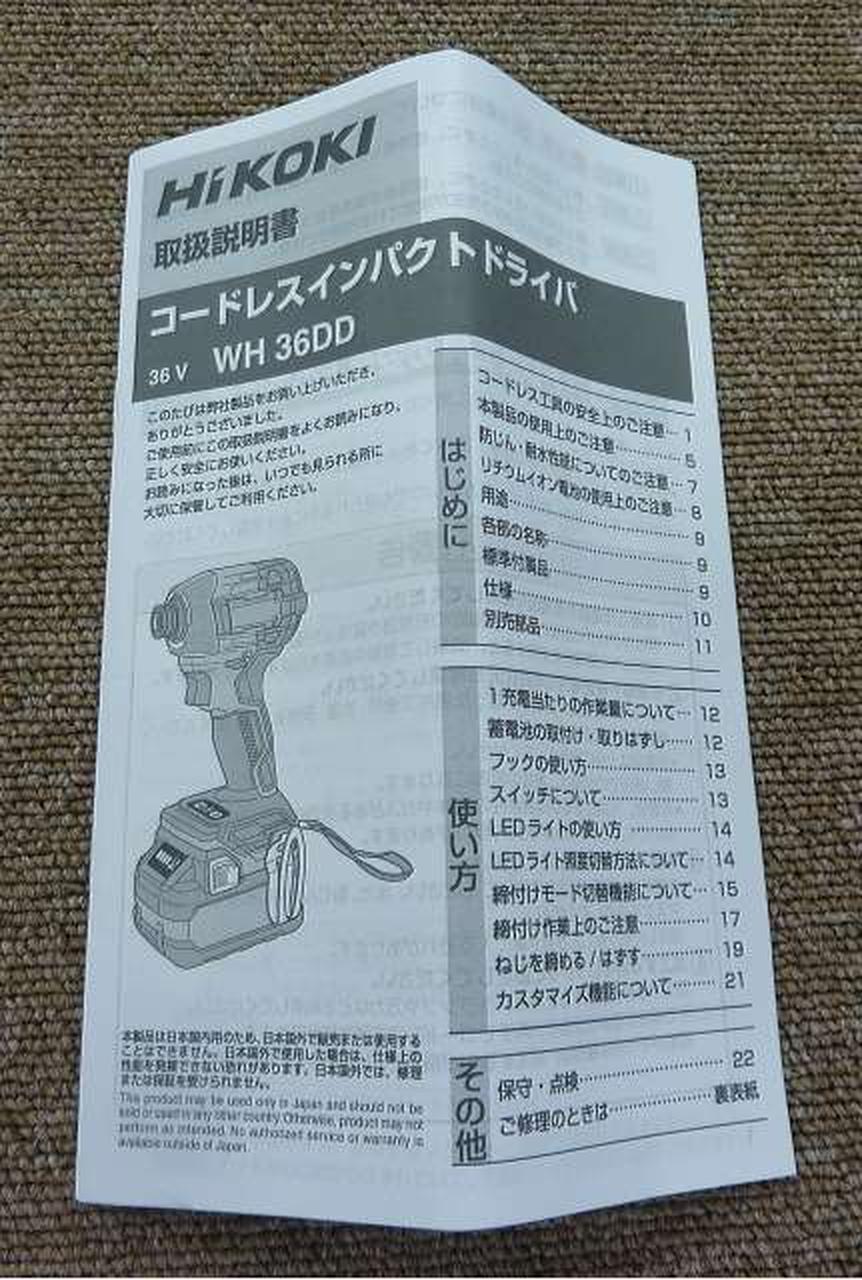 HiKOKI
取扱説明書
コードレスインパクトドライバ
36 V WH 36DD
このたびは弊社製品をお買い上げいただき、
ありがとうございました。
ご使用前にこの取扱説明書をよくお読みになり、
正しく安全にお使いください。
お読みになった後は、いつでも見られる所に
大切に保管してご利用ください。
はじめに
コードレス工具の安全上のご注意… 1
本製品の使用上のご注意………… 5
防じん・耐水性能についてのご注意… 7
リチウムイオン電池の使用上のご注意… 8
用途………………………… 9
各部の名称…………………… 9
標準付属品…………………… 9
仕様………………………… 10
別売部品…………………… 11
使い方
1充電当たりの作業量について… 12
蓄電池の取付け・取りはずし…… 12
フックの使い方……………… 13
スイッチについて…………… 13
LEDライトの使い方 ………… 14
LEDライト照度切替方法について… 14
締付けモード切替機能について… 15
締付け作業上のご注意………… 17
ねじを締める / はずす………… 19
カスタマイズ機能について……… 21
その他
保守・点検…………………… 22
ご修理のときは……………裏表紙
本製品は日本国内用のため、日本国外で販売または使用する
ことはできません。日本国外で使用した場合は、仕様上の
性能を発揮できない恐れがあります。日本国外では、修理
または保証を受けられません。
This product may be used only in Japan and should not be
sold or used in any other country. Otherwise, product may not
perform as intended. No authorized service or warranty is
available outside of Japan.